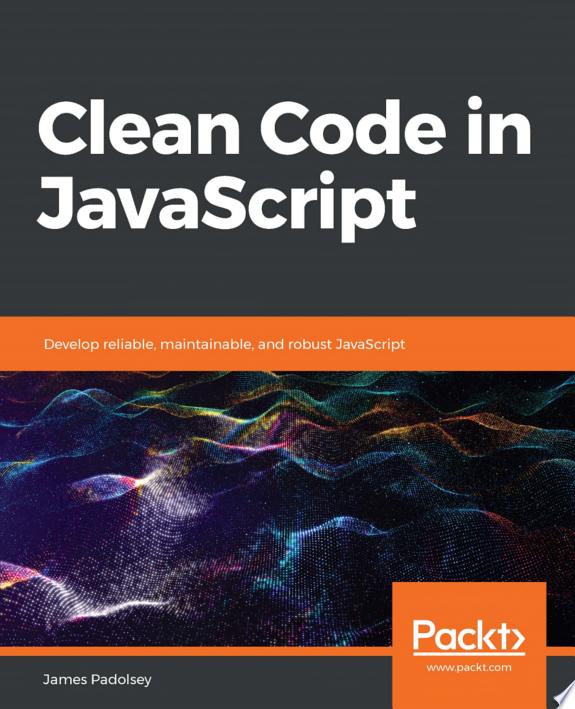 Clean Code in
JavaScript
Develop reliable, maintainable, and robust JavaScript
Packt>
www.packt.com
James Padolsey